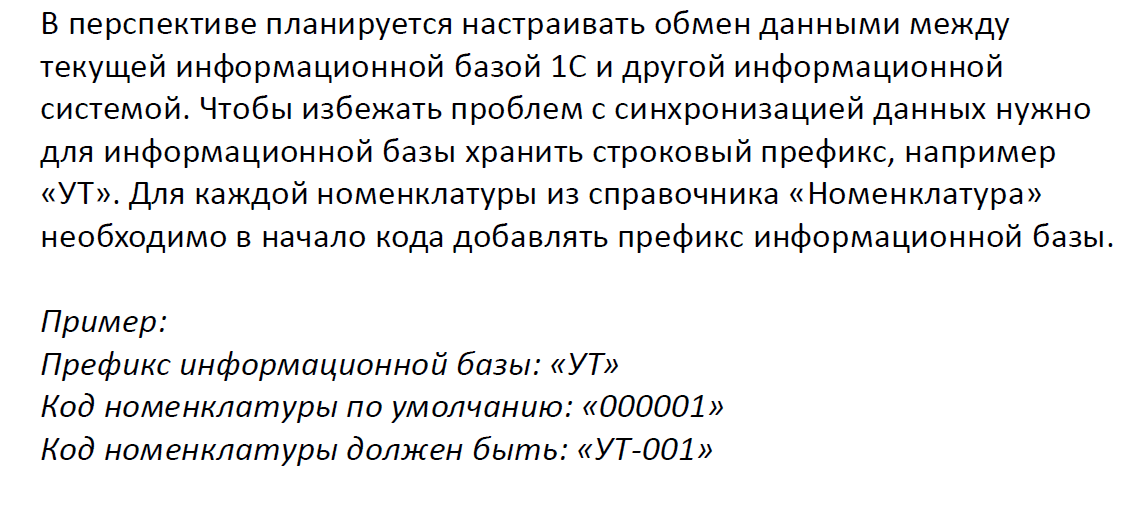 В перспективе планируется настраивать обмен данными между
текущей информационной базой 1С и другой информационной
системой. Чтобы избежать проблем с синхронизацией данных нужно
для информационной базы хранить строковый префикс, например
«УТ». Для каждой номенклатуры из справочника «Номенклатура»
необходимо в начало кода добавлять префикс информационной базы.
Пример:
Префикс информационной базы: «УТ»
Код номенклатуры по умолчанию: «000001»
Код номенклатуры должен быть: «УТ-001»